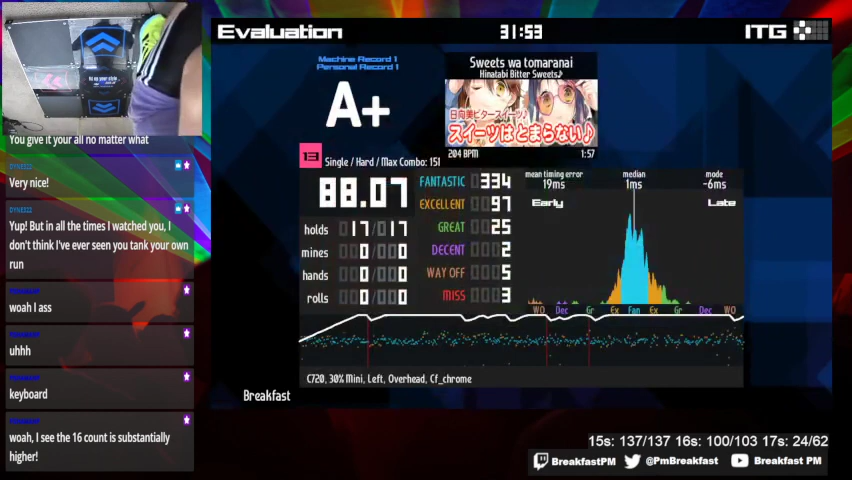 Evaluation
31:53
ITG
Machine Record 1
Personal Record 1
A+
Sweets wa tomaranai
Hinatabi Bitter Sweets♪
日向美ビタースイーツ♪
スイーツはとまらない♪
204 BPM
1:57
13
Single / Hard / Max Combo: 151
88.07
FANTASTIC 0334
EXCELLENT 0097
GREAT 0025
DECENT 0002
WAY OFF 0005
MISS 0003
holds 017/017
mines 000/000
hands 000/000
rolls 000/000
mean timing error
19ms
median
1ms
mode
-6ms
Early
Late
WO Dec Gr Ex Fan Ex Gr Dec WO
C720, 30% Mini, Left, Overhead, Cf_chrome
Breakfast
You give it your all no matter what
Very nice!
Yup! But in all the times I watched you, I
don't think I've ever seen you tank your own
run
woah I ass
uhhh
keyboard
woah, I see the 16 count is substantially
higher!
15s: 137/137 16s: 100/103 17s: 24/62
BreakfastPM
@PmBreakfast
Breakfast PM